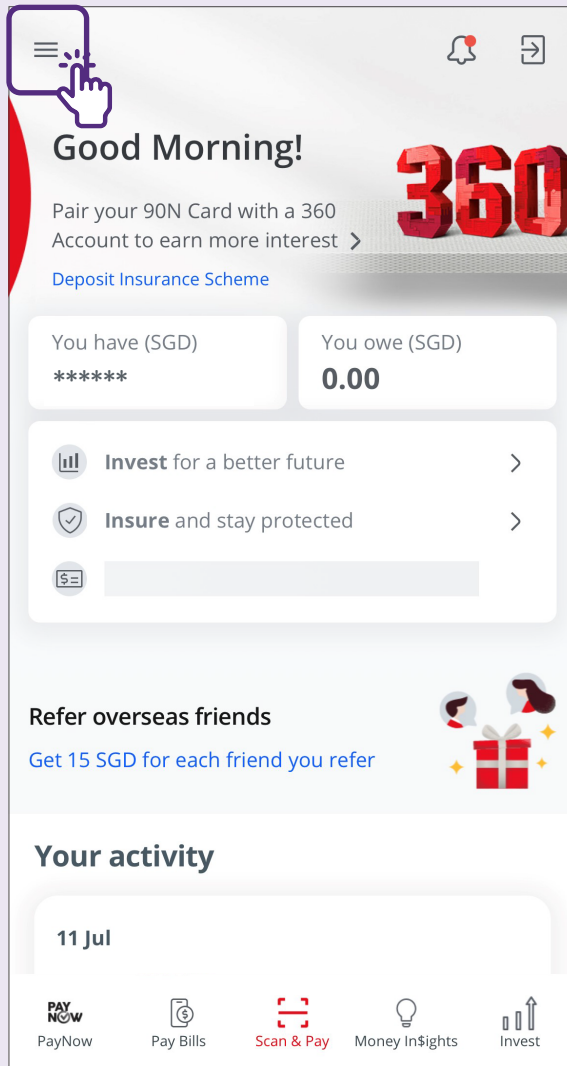 Good Morning!
360
Pair your 90N Card with a 360
Account to earn more interest
Deposit Insurance Scheme
You have (SGD)
******
You owe (SGD)
0.00
Invest for a better future
Insure and stay protected
Refer overseas friends
Get 15 SGD for each friend you refer
Your activity
11 Jul
PAY
NOW
PayNow
Pay Bills
Scan & Pay
Money In$ights
Invest